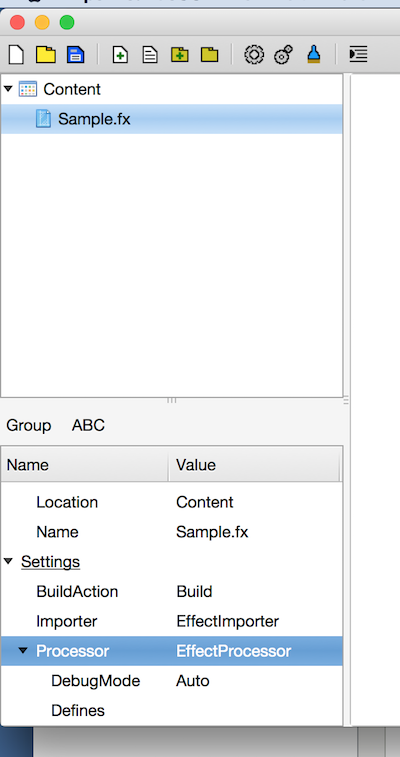 Content
Sample.fx
Group ABC
Name Value
Location Content
Name Sample.fx
Settings
BuildAction Build
Importer EffectImporter
Processor EffectProcessor
DebugMode Auto
Defines